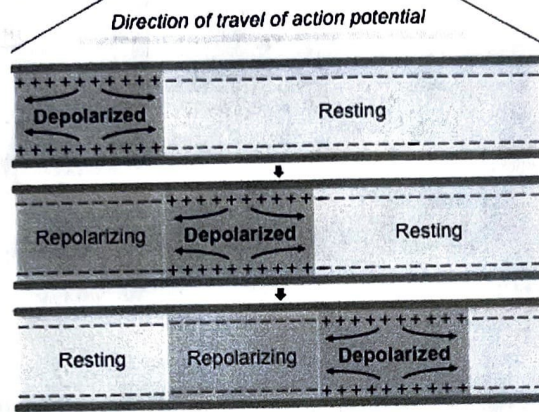 Direction of travel of action potential
++++++++++ ––––––––––––––––––––––––
Depolarized Resting
++++++++++ ––––––––––––––––––––––––
–––––––––– ++++++++++ –––––––––––––––
Repolarizing Depolarized Resting
–––––––––– ++++++++++ –––––––––––––––
–––––––––– –––––––––– ++++++++++ ––––
Resting Repolarizing Depolarized
–––––––––– –––––––––– ++++++++++ ––––